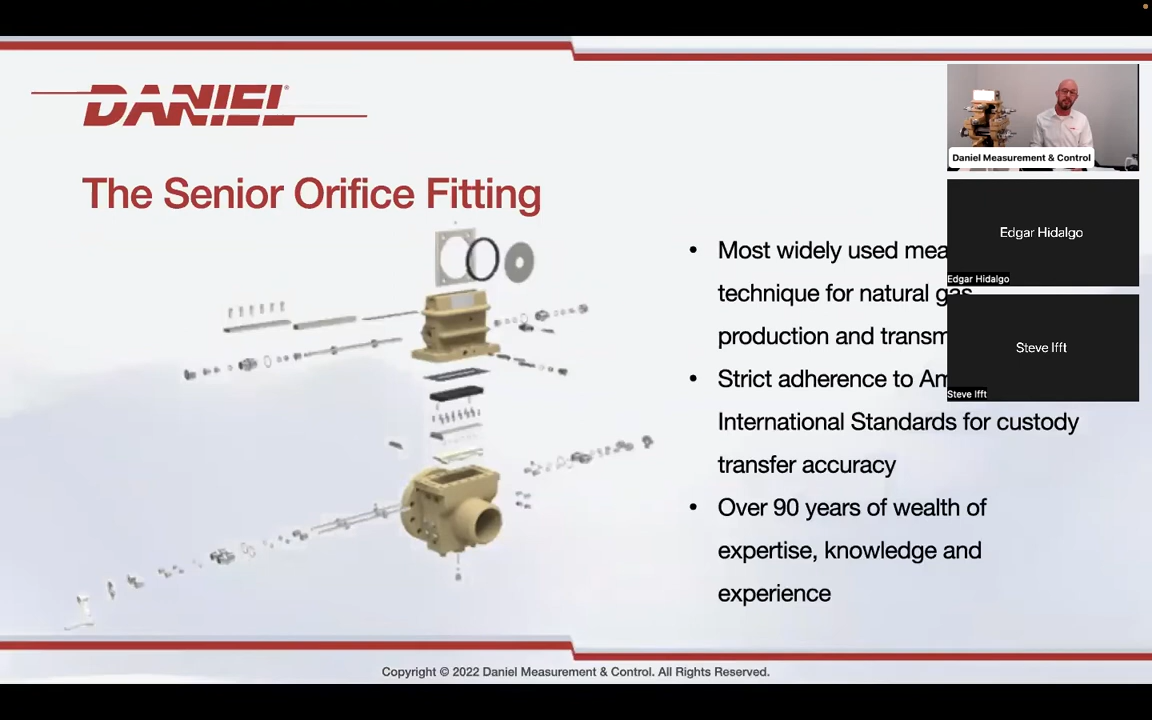 DANIEL
The Senior Orifice Fitting
• Most widely used mea
technique for natural gas
production and transm
• Strict adherence to Am
International Standards for custody
transfer accuracy
• Over 90 years of wealth of
expertise, knowledge and
experience
Daniel Measurement & Control
Edgar Hidalgo
Edgar Hidalgo
Steve Ifft
Steve Ifft
Copyright © 2022 Daniel Measurement & Control. All Rights Reserved.